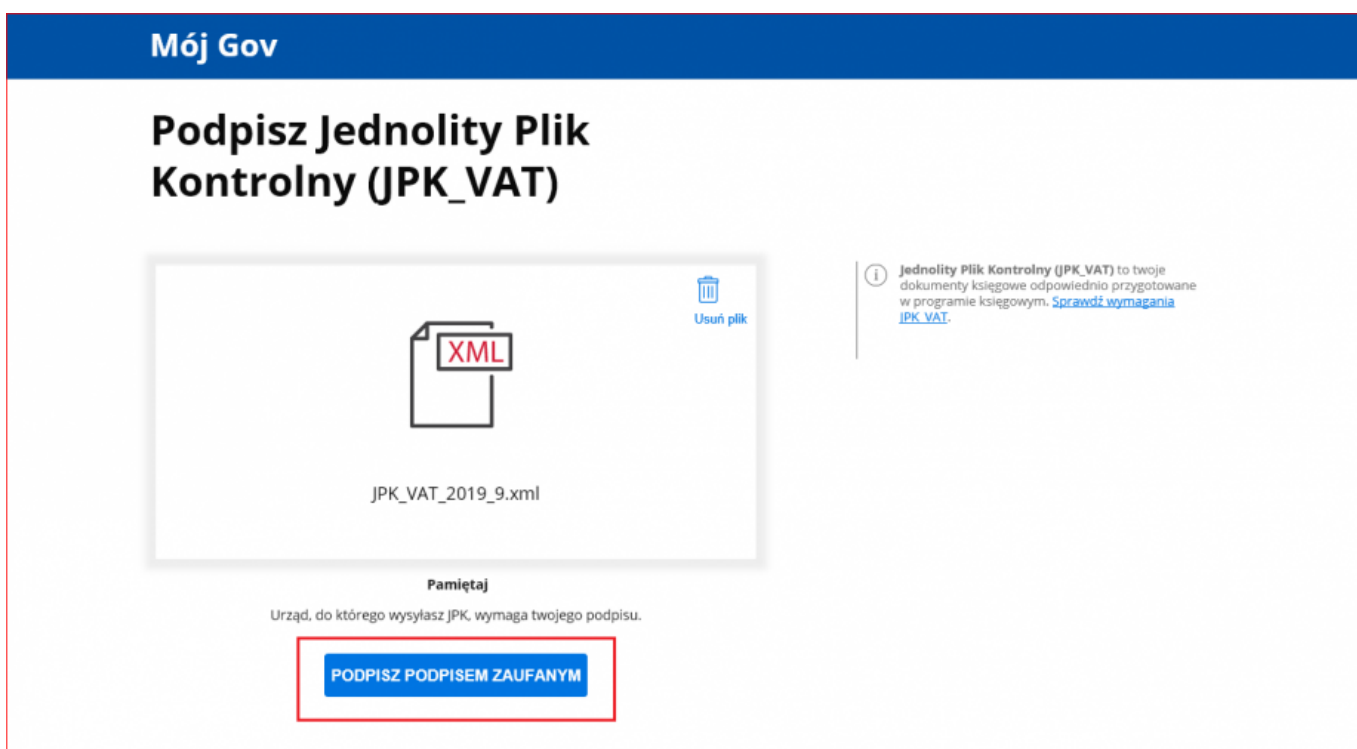 Mój Gov
Podpisz Jednolity Plik
Kontrolny (JPK_VAT)
Usuń plik
XML
JPK_VAT_2019_9.xml
Jednolity Plik Kontrolny (JPK_VAT) to twoje
dokumenty księgowe odpowiednio przygotowane
w programie księgowym. Sprawdź wymagania
JPK_VAT.
Pamiętaj
Urząd, do którego wysyłasz JPK, wymaga twojego podpisu.
PODPISZ PODPISEM ZAUFANYM